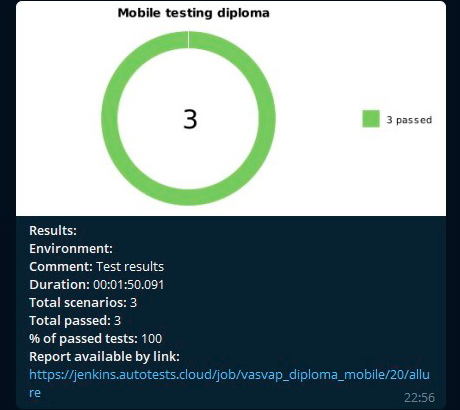 Mobile testing diploma
3
3 passed
Results:
Environment:
Comment: Test results
Duration: 00:01:50.091
Total scenarios: 3
Total passed: 3
% of passed tests: 100
Report available by link:
https://jenkins.autotests.cloud/job/vasvap_diploma_mobile/20/allu
re
22:56